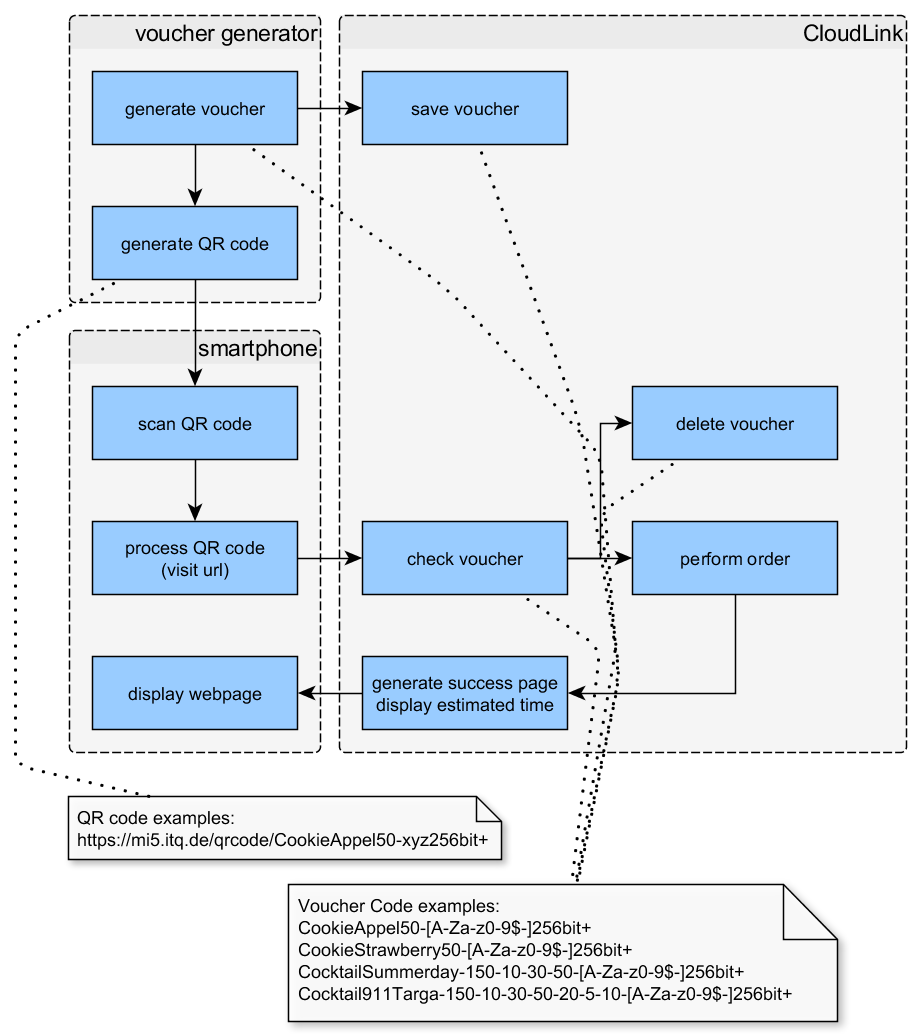 voucher generator
CloudLink
generate voucher
save voucher
generate QR code
smartphone
scan QR code
delete voucher
process QR code
(visit url)
check voucher
perform order
display webpage
generate success page
display estimated time
QR code examples:
https://mi5.itq.de/qrcode/CookieAppel50-xyz256bit+
Voucher Code examples:
CookieAppel50-[A-Za-z0-9$-]256bit+
CookieStrawberry50-[A-Za-z0-9$-]256bit+
CocktailSummerday-150-10-30-50-[A-Za-z0-9$-]256bit+
Cocktail911Targa-150-10-30-50-20-5-10-[A-Za-z0-9$-]256bit+